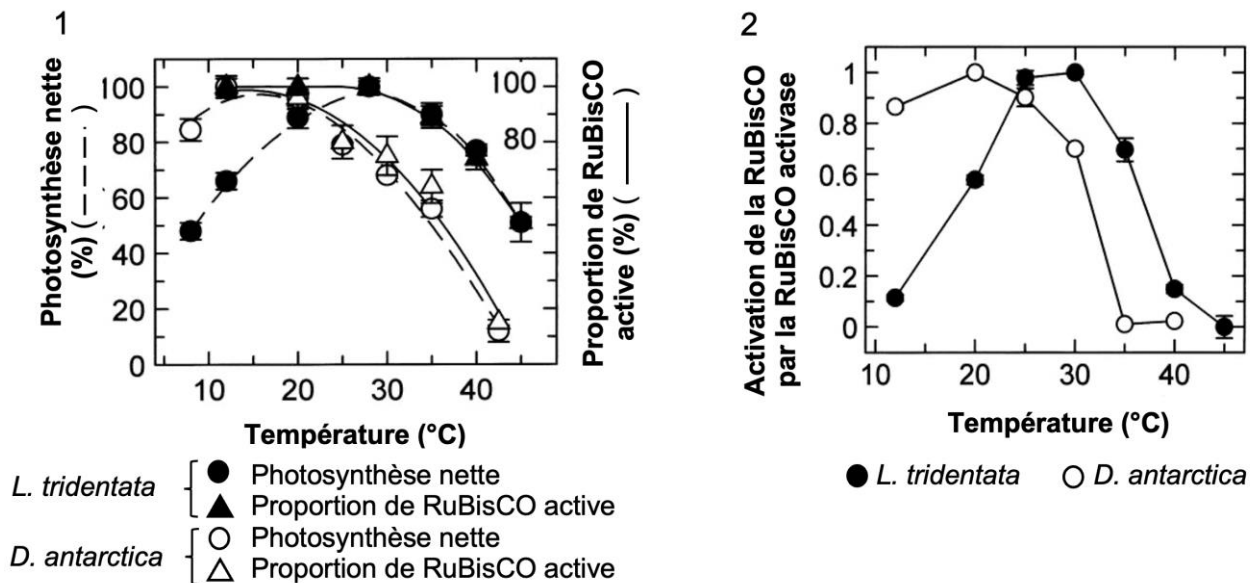 1
Photosynthèse nette
(%) (– – – ·)
100
80
60
40
20
0
100
80
Proportion de RuBisCO
active (%) (——)
10 20 30 40
Température (°C)
L. tridentata
Photosynthèse nette
Proportion de RuBisCO active
D. antarctica
Photosynthèse nette
Proportion de RuBisCO active
2
Activation de la RuBisCO
par la RuBisCO activase
1
0.8
0.6
0.4
0.2
0
10 20 30 40
Température (°C)
L. tridentata D. antarctica